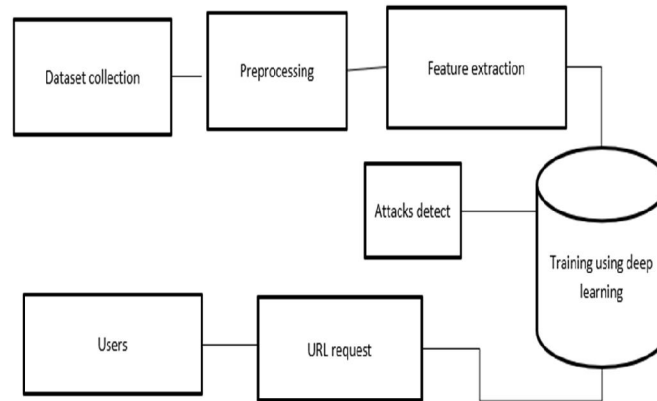 Dataset collection
Preprocessing
Feature extraction
Attacks detect
Training using deep
learning
Users
URL request